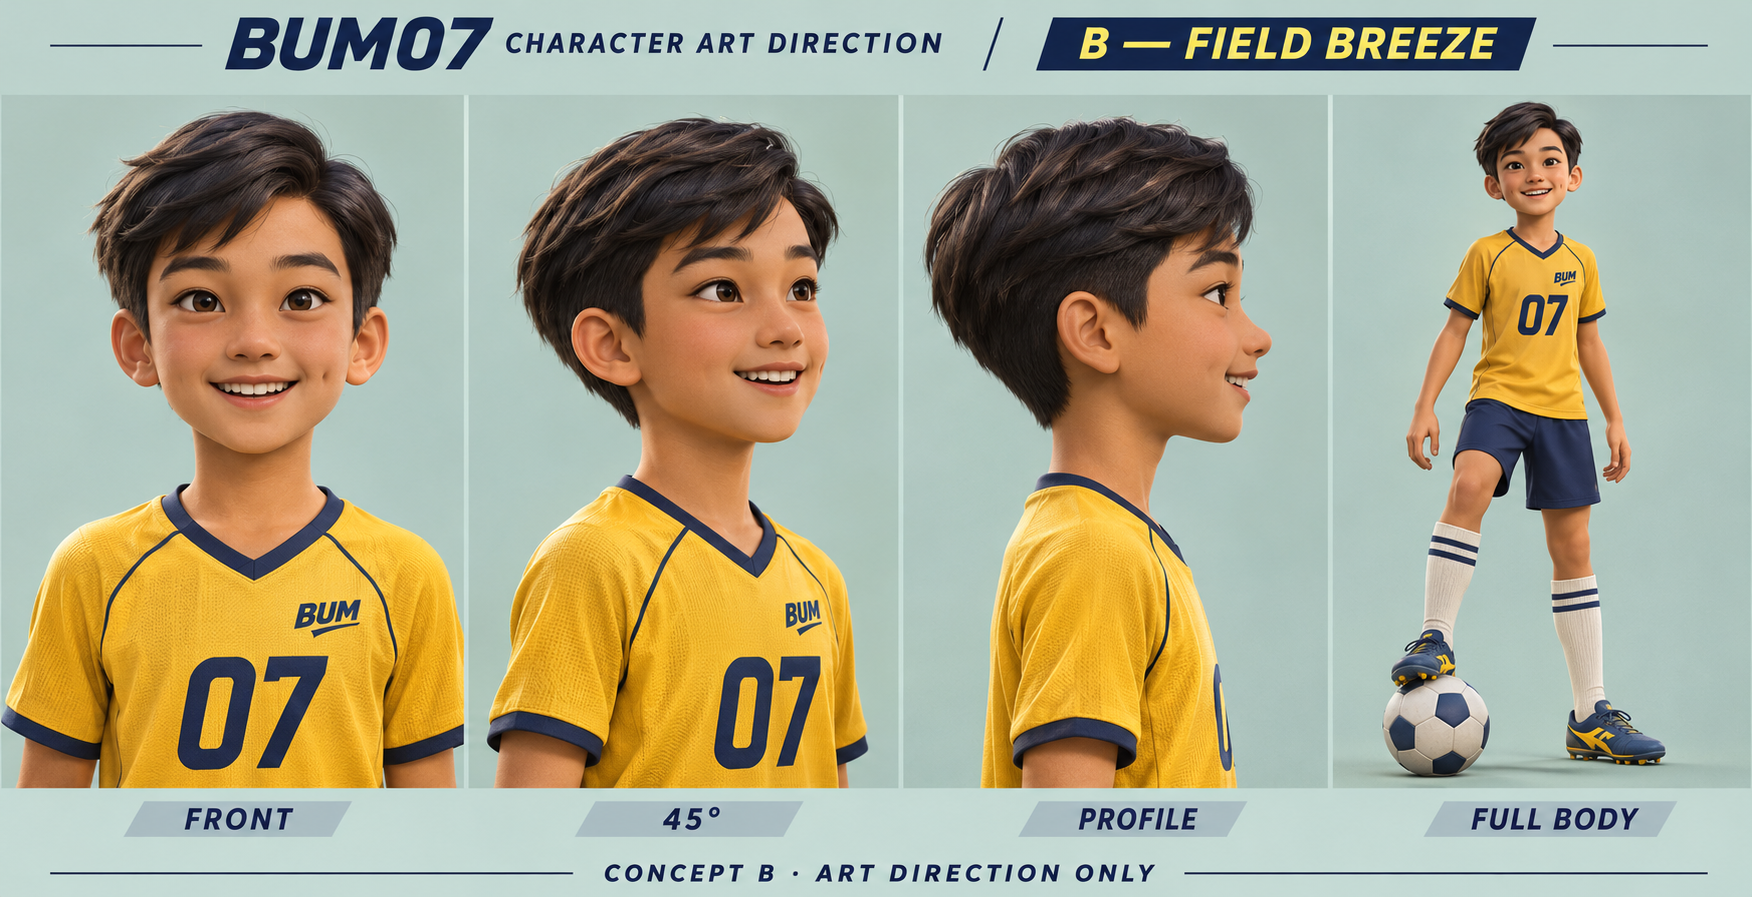 BUM07 CHARACTER ART DIRECTION / B — FIELD BREEZE
BUM
07
BUM
07
0
BUM
07
FRONT
45°
PROFILE
FULL BODY
CONCEPT B · ART DIRECTION ONLY